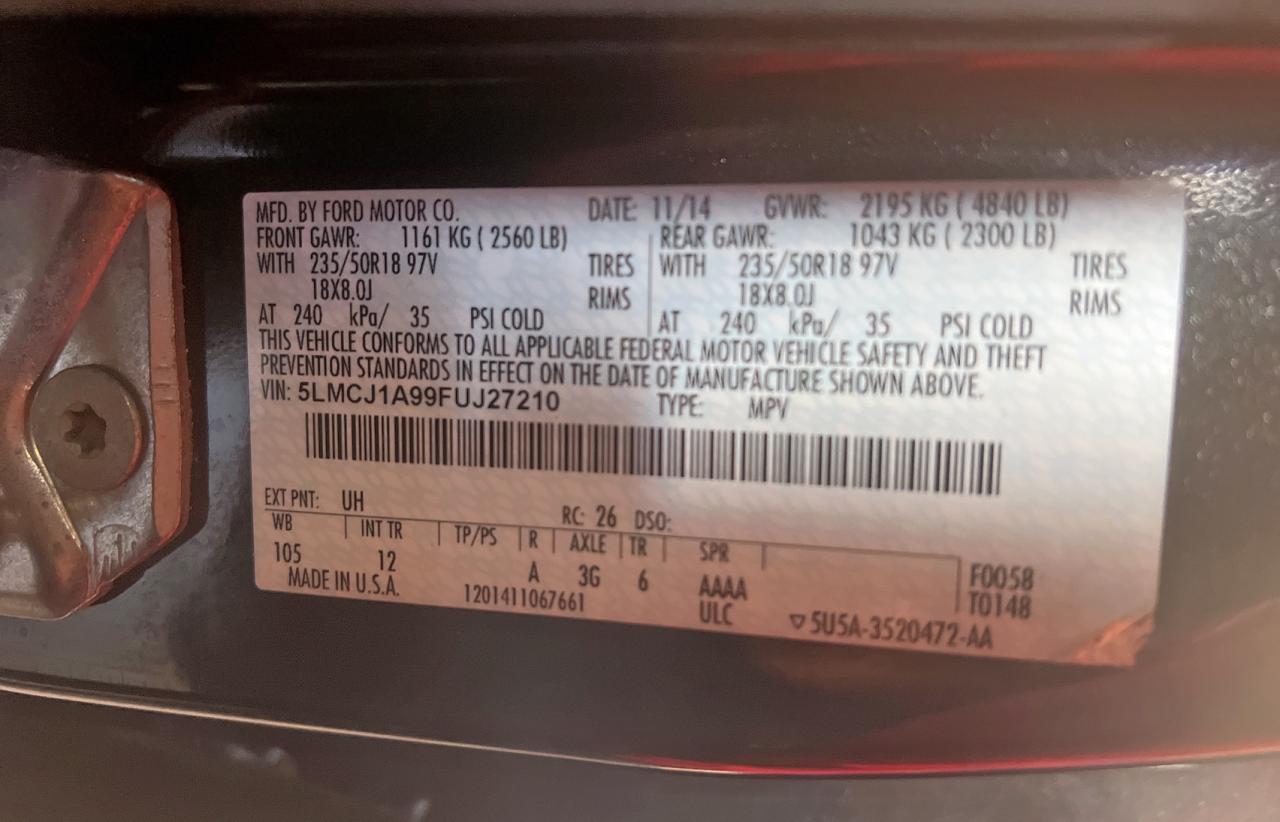 MFD. BY FORD MOTOR CO. DATE: 11/14 GVWR: 2195 KG ( 4840 LB)
FRONT GAWR: 1161 KG ( 2560 LB) REAR GAWR: 1043 KG ( 2300 LB)
WITH 235/50R18 97V TIRES WITH 235/50R18 97V TIRES
18X8.0J RIMS 18X8.0J RIMS
AT 240 kPa/ 35 PSI COLD AT 240 kPa/ 35 PSI COLD
THIS VEHICLE CONFORMS TO ALL APPLICABLE FEDERAL MOTOR VEHICLE SAFETY AND THEFT
PREVENTION STANDARDS IN EFFECT ON THE DATE OF MANUFACTURE SHOWN ABOVE.
VIN: 5LMCJ1A99FUJ27210 TYPE: MPV
EXT PNT: UH RC: 26 DSO:
WB INT TR TP/PS R AXLE TR SPR
105 12 A 3G 6 AAAA F0058
MADE IN U.S.A. 1201411067661 ULC T0148
▽5U5A-3520472-AA